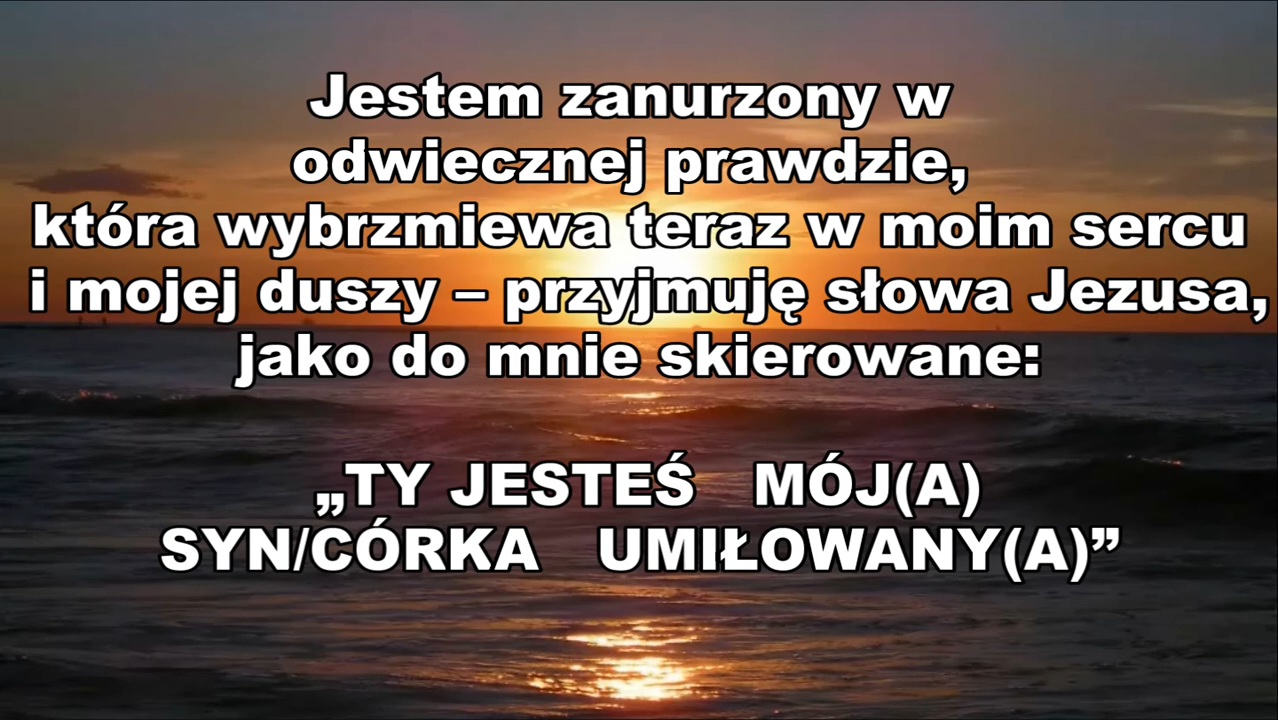 Jestem zanurzony w
odwiecznej prawdzie,
która wybrzmiewa teraz w moim sercu
i mojej duszy – przyjmuję słowa Jezusa,
jako do mnie skierowane:
„TY JESTEŚ MÓJ(A)
SYN/CÓRKA UMIŁOWANY(A)”